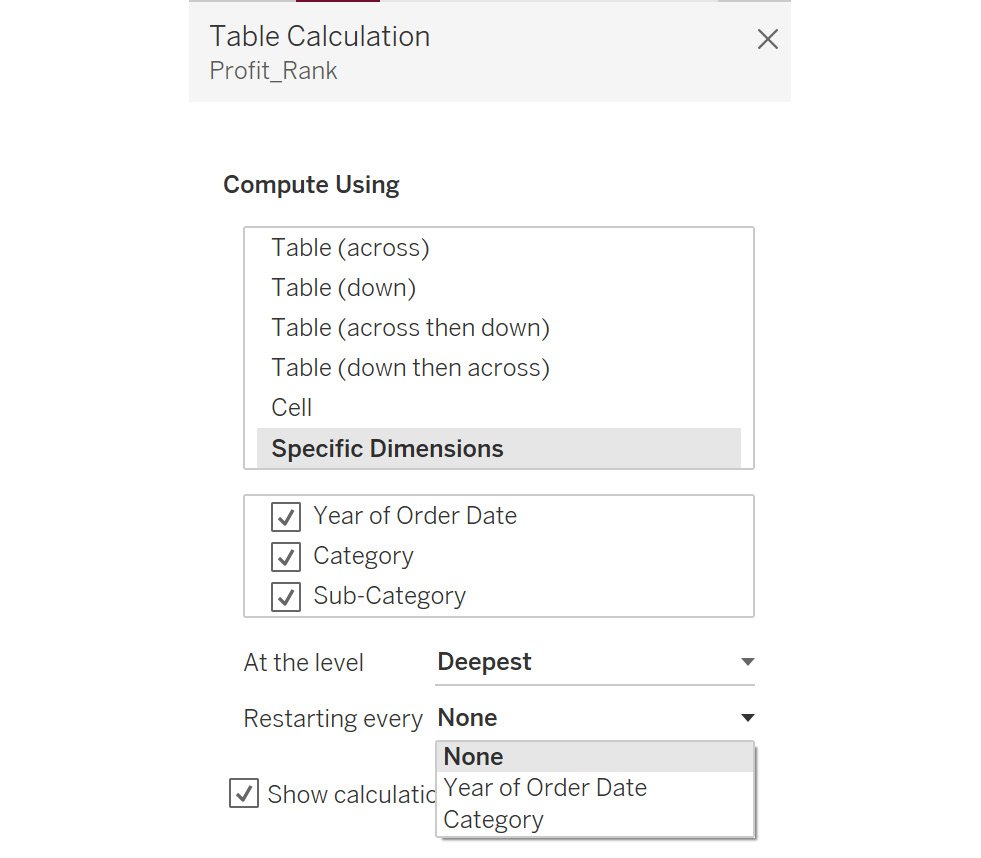 Table Calculation
Profit_Rank
Compute Using
Table (across)
Table (down)
Table (across then down)
Table (down then across)
Cell
Specific Dimensions
Year of Order Date
Category
Sub-Category
At the level Deepest
Restarting every None
None
Year of Order Date
Show calculatio
Category